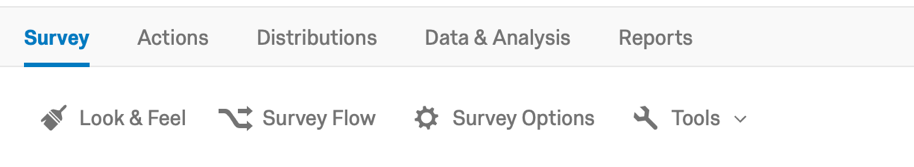 Survey Actions Distributions Data & Analysis Reports
Look & Feel Survey Flow Survey Options Tools